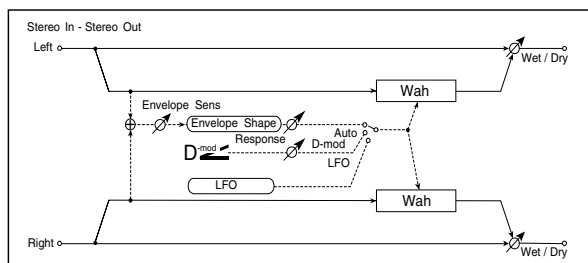 Stereo In - Stereo Out
Left
Wet / Dry
Wah
Envelope Sens
Envelope Shape
Auto
Response
D-mod
D-mod
LFO
LFO
Wah
Right
Wet / Dry